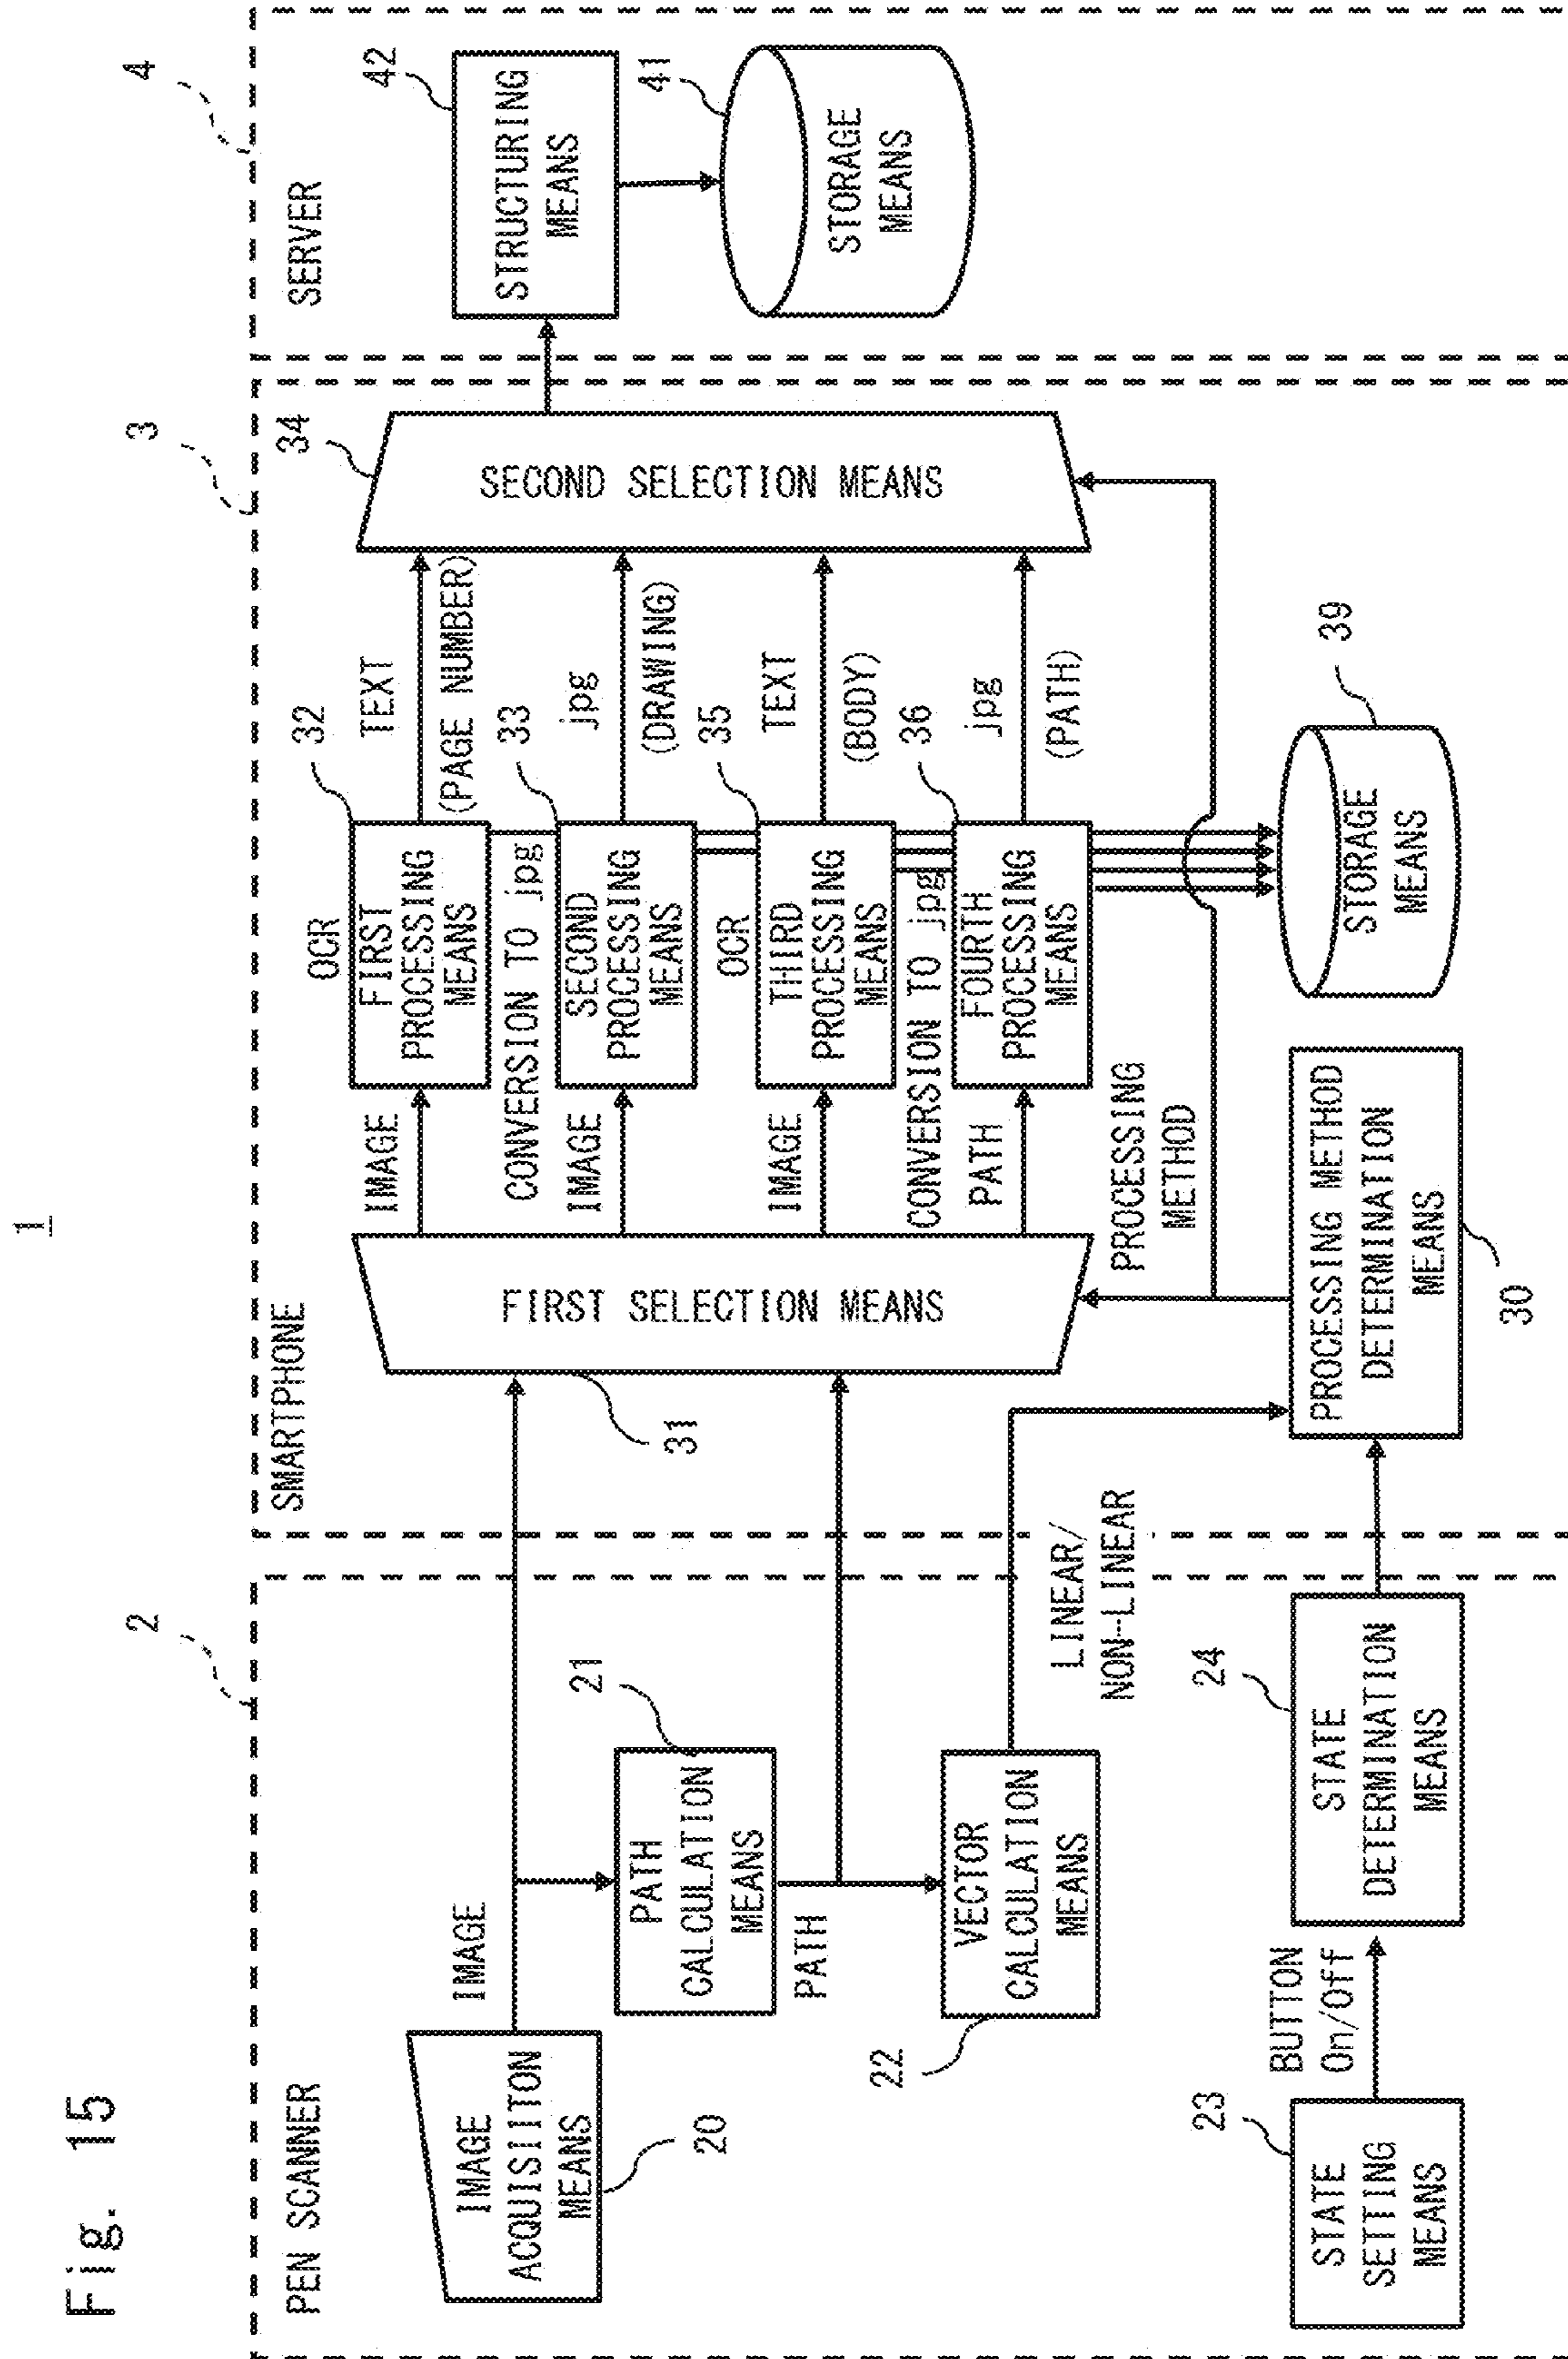 Fig. 15
1
PEN SCANNER
2
IMAGE
ACQUISIITON
MEANS
20
IMAGE
PATH
CALCULATION
MEANS
21
PATH
VECTOR
CALCULATION
MEANS
22
LINEAR/
NON-LINEAR
STATE
SETTING
MEANS
23
BUTTON
On/Off
STATE
DETERMINATION
MEANS
24
SMARTPHONE
3
FIRST SELECTION MEANS
31
IMAGE
OCR
FIRST
PROCESSING
MEANS
32
TEXT
(PAGE NUMBER)
IMAGE
CONVERSION TO jpg
SECOND
PROCESSING
MEANS
33
jpg
(DRAWING)
IMAGE
OCR
THIRD
PROCESSING
MEANS
35
TEXT
(BODY)
PATH
CONVERSION TO jpg
FOURTH
PROCESSING
MEANS
36
jpg
(PATH)
PROCESSING
METHOD
PROCESSING METHOD
DETERMINATION
MEANS
30
STORAGE
MEANS
39
SECOND SELECTION MEANS
34
SERVER
4
STRUCTURING
MEANS
42
STORAGE
MEANS
41